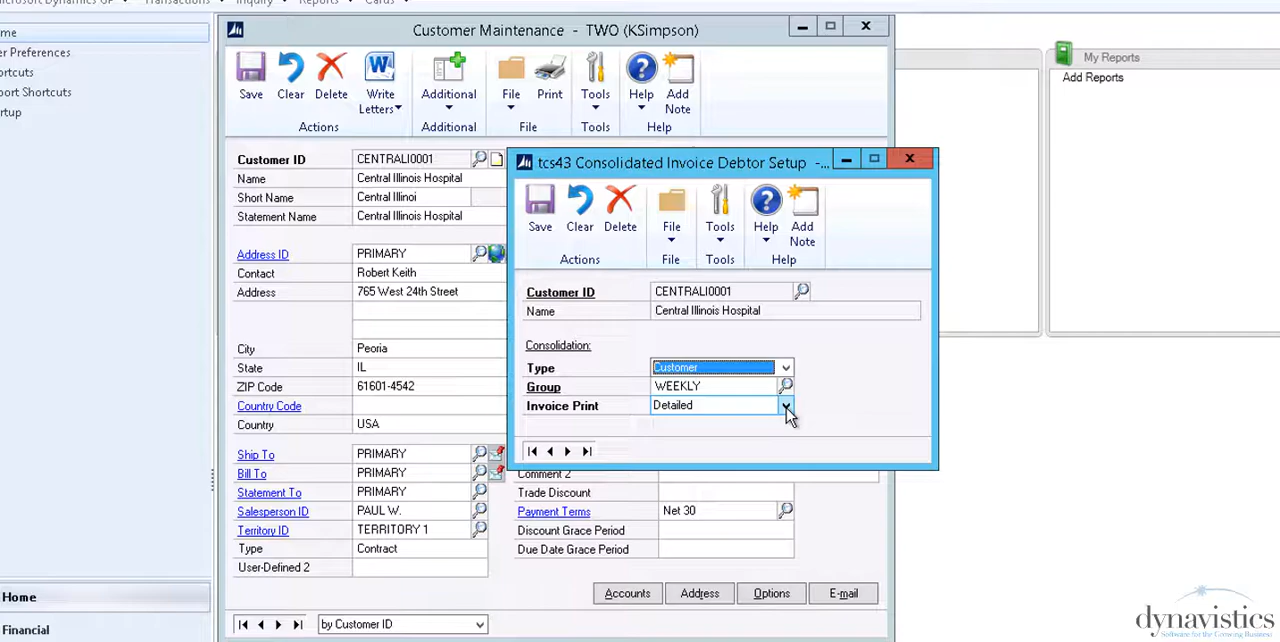 Microsoft Dynamics GP Transactions Inquiry Reports Cards
me
er Preferences
ortcuts
ort Shortcuts
rtup
Home
Financial
Customer Maintenance - TWO (KSimpson)
Save Clear Delete Write Letters Additional File Print Tools Help Add Note
Actions Additional File Tools Help
Customer ID CENTRALI0001
Name Central Illinois Hospital
Short Name Central Illinoi
Statement Name Central Illinois Hospital
Address ID PRIMARY
Contact Robert Keith
Address 765 West 24th Street
City Peoria
State IL
ZIP Code 61601-4542
Country Code
Country USA
Ship To PRIMARY
Bill To PRIMARY
Statement To PRIMARY
Salesperson ID PAUL W.
Territory ID TERRITORY 1
Type Contract
User-Defined 2
Comment 2
Trade Discount
Payment Terms Net 30
Discount Grace Period
Due Date Grace Period
Accounts Address Options E-mail
by Customer ID
tcs43 Consolidated Invoice Debtor Setup -...
Save Clear Delete File Tools Help Add Note
Actions File Tools Help
Customer ID CENTRALI0001
Name Central Illinois Hospital
Consolidation:
Type Customer
Group WEEKLY
Invoice Print Detailed
My Reports
Add Reports
dynavistics
Software for the Growing Business